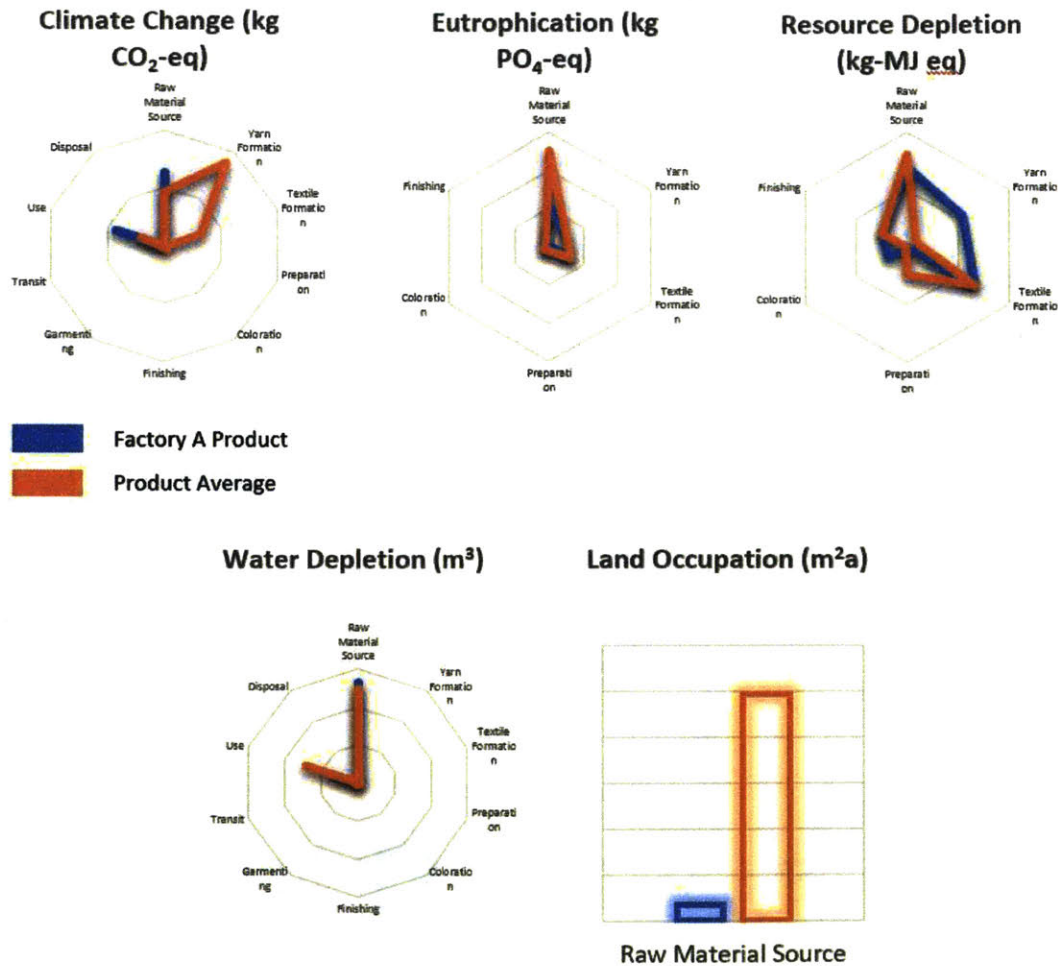 Climate Change (kg
CO₂-eq)
Raw
Material
Source
Yarn
Formatio
n
Textile
Formatio
n
Preparati
on
Coloratio
n
Finishing
Garmenti
ng
Transit
Use
Disposal
Eutrophication (kg
PO₄-eq)
Raw
Material
Source
Yarn
Formatio
n
Textile
Formatio
n
Preparati
on
Coloratio
n
Finishing
Resource Depletion
(kg-MJ eq)
Raw
Material
Source
Yarn
Formatio
n
Textile
Formatio
n
Preparati
on
Coloratio
n
Finishing
Factory A Product
Product Average
Water Depletion (m³)
Raw
Material
Source
Yarn
Formatio
n
Textile
Formatio
n
Preparati
on
Coloratio
n
Finishing
Garmenti
ng
Transit
Use
Disposal
Land Occupation (m²a)
Raw Material Source